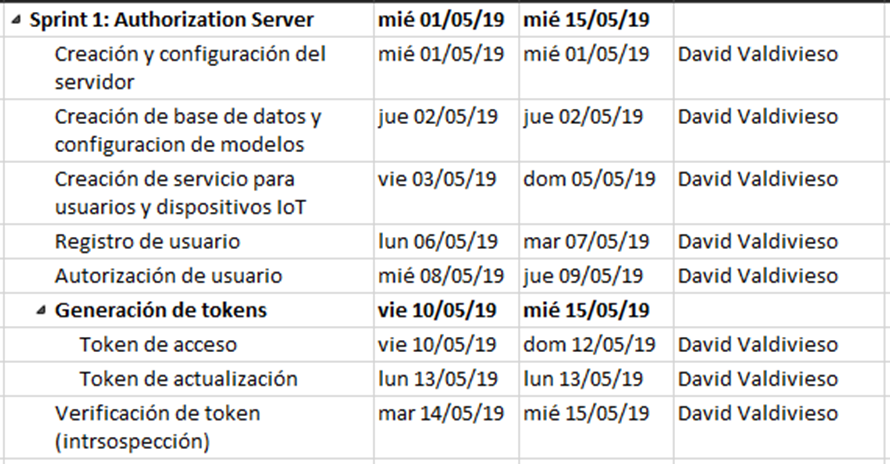 Sprint 1: Authorization Server mié 01/05/19 mié 15/05/19
Creación y configuración del mié 01/05/19 mié 01/05/19 David Valdivieso
servidor
Creación de base de datos y jue 02/05/19 jue 02/05/19 David Valdivieso
configuracion de modelos
Creación de servicio para vie 03/05/19 dom 05/05/19 David Valdivieso
usuarios y dispositivos IoT
Registro de usuario lun 06/05/19 mar 07/05/19 David Valdivieso
Autorización de usuario mié 08/05/19 jue 09/05/19 David Valdivieso
Generación de tokens vie 10/05/19 mié 15/05/19
Token de acceso vie 10/05/19 dom 12/05/19 David Valdivieso
Token de actualización lun 13/05/19 lun 13/05/19 David Valdivieso
Verificación de token mar 14/05/19 mié 15/05/19 David Valdivieso
(intrsospección)